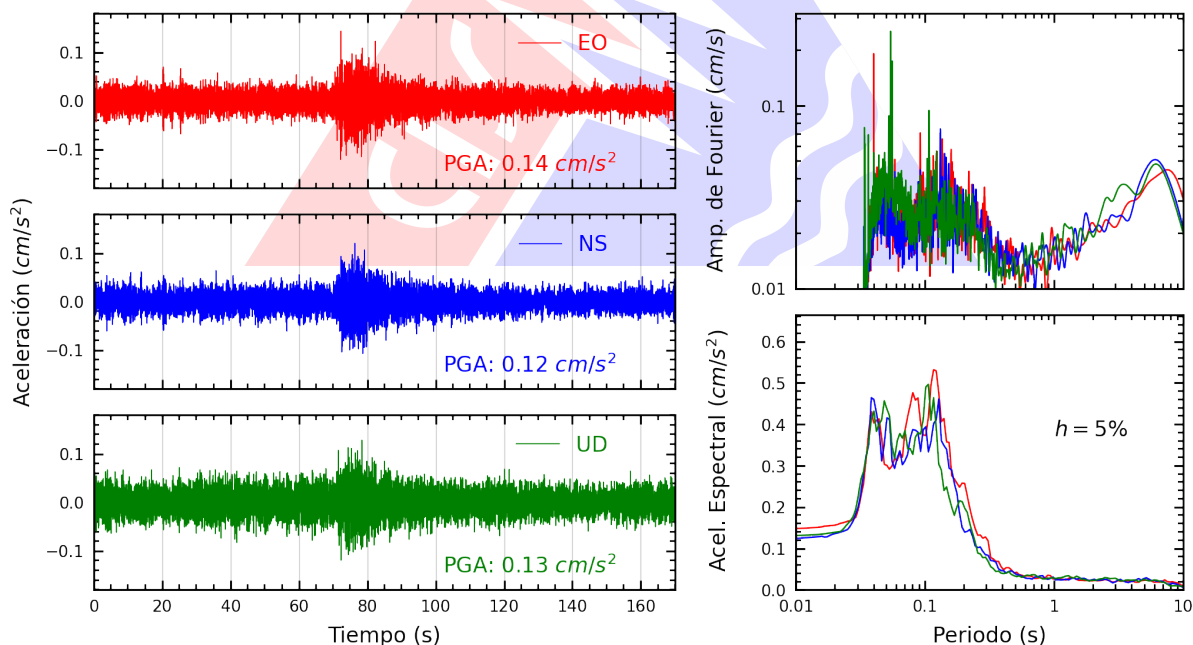 Aceleración (cm/s²)
0.1
0.0
−0.1
EO
PGA: 0.14 cm/s²
0.1
0.0
−0.1
NS
PGA: 0.12 cm/s²
0.1
0.0
−0.1
UD
PGA: 0.13 cm/s²
0 20 40 60 80 100 120 140 160
Tiempo (s)
Amp. de Fourier (cm/s)
0.1
0.01
Acel. Espectral (cm/s²)
0.6
0.5
0.4
0.3
0.2
0.1
0.0
h = 5%
0.01 0.1 1 10
Periodo (s)